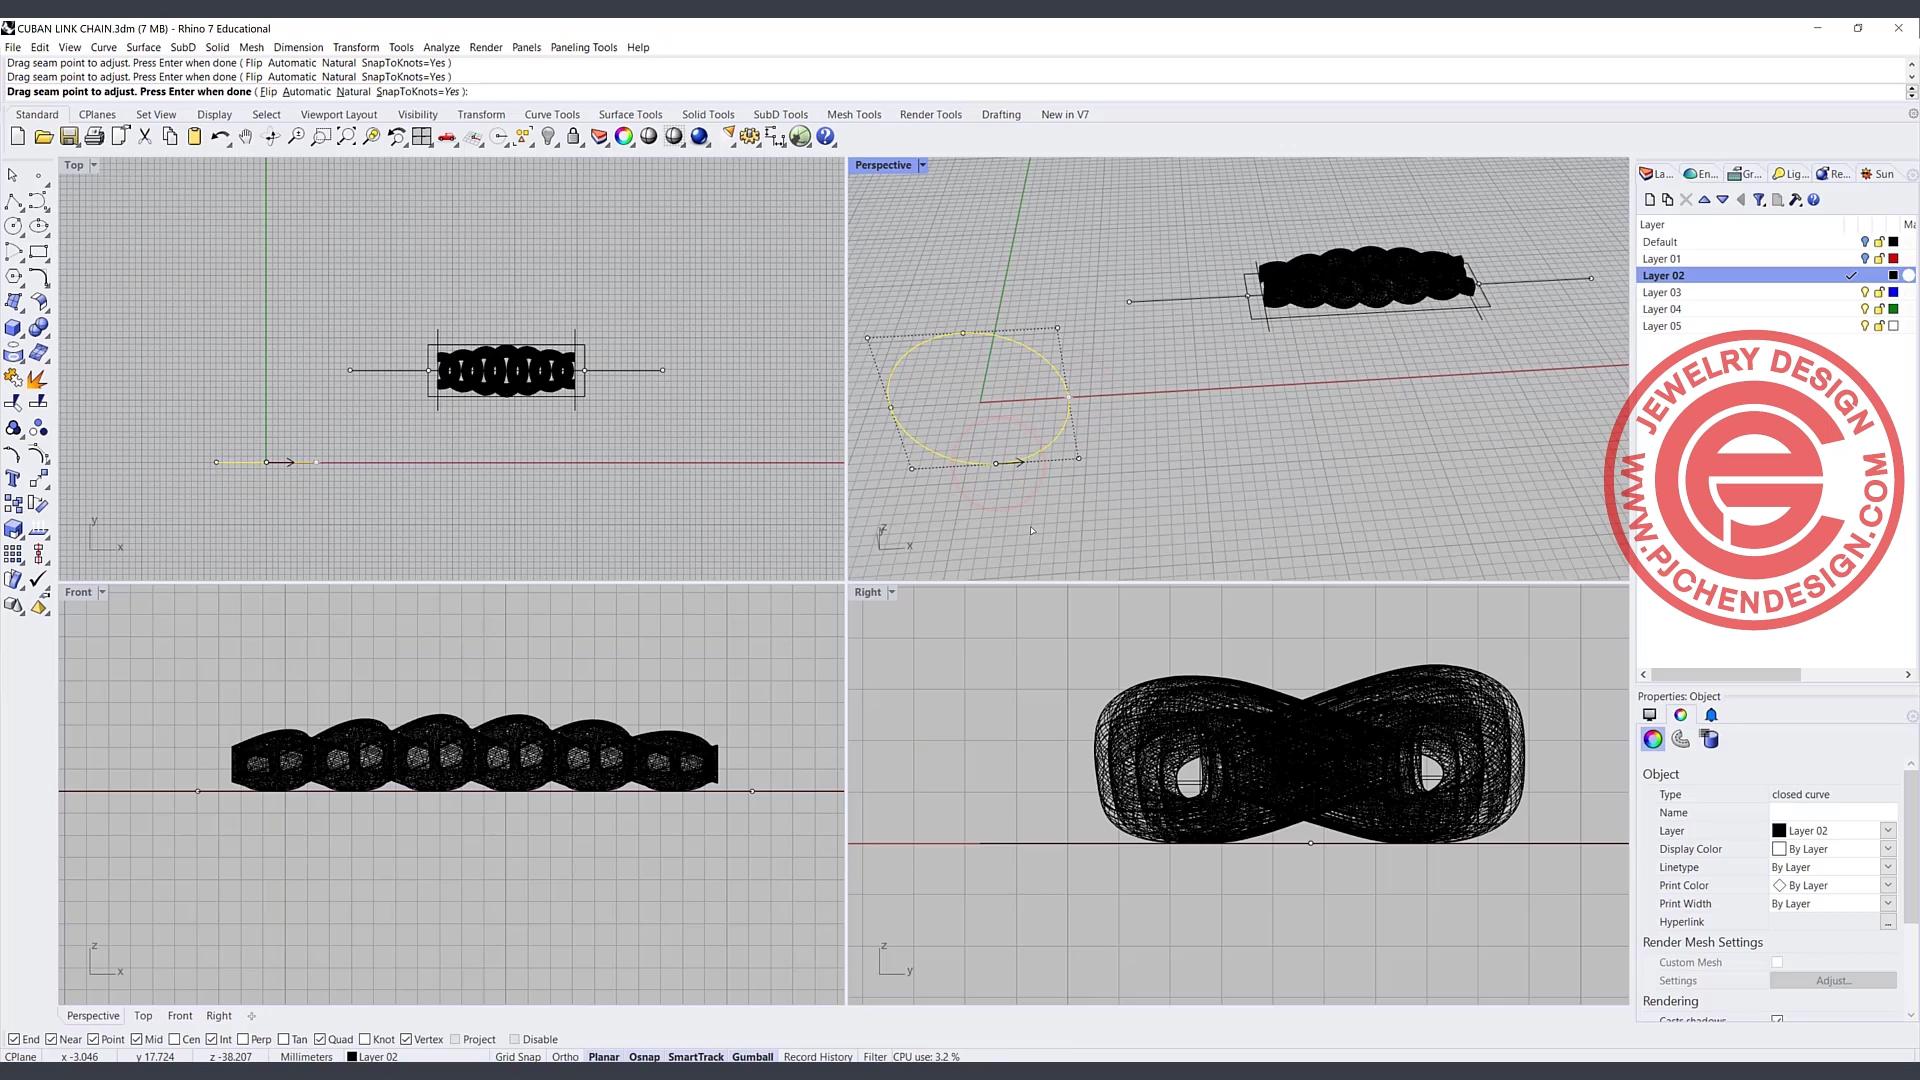 CUBAN LINK CHAIN.3dm (7 MB) - Rhino 7 Educational
File Edit View Curve Surface SubD Solid Mesh Dimension Transform Tools Analyze Render Panels Paneling Tools Help
Drag seam point to adjust. Press Enter when done ( Flip Automatic Natural SnapToKnots=Yes )
Drag seam point to adjust. Press Enter when done ( Flip Automatic Natural SnapToKnots=Yes )
Drag seam point to adjust. Press Enter when done ( Flip Automatic Natural SnapToKnots=Yes ):
Standard CPlanes Set View Display Select Viewport Layout Visibility Transform Curve Tools Surface Tools Solid Tools SubD Tools Mesh Tools Render Tools Drafting New in V7
Top
Perspective
La... En... Gr... Lig... Re... Sun
Layer Ma
Default
Layer 01
Layer 02
Layer 03
Layer 04
Layer 05
JEWELRY DESIGN
WWW.PJCHENDESIGN.COM
y
x
z
x
Front
Right
z
x
z
y
Properties: Object
Object
Type closed curve
Name
Layer Layer 02
Display Color By Layer
Linetype By Layer
Print Color By Layer
Print Width By Layer
Hyperlink ...
Render Mesh Settings
Custom Mesh
Settings Adjust...
Rendering
Casts shadows
Perspective Top Front Right
End Near Point Mid Cen Int Perp Tan Quad Knot Vertex Project Disable
CPlane x -3.046 y 17.724 z -38.207 Millimeters Layer 02 Grid Snap Ortho Planar Osnap SmartTrack Gumball Record History Filter CPU use: 3.2 %